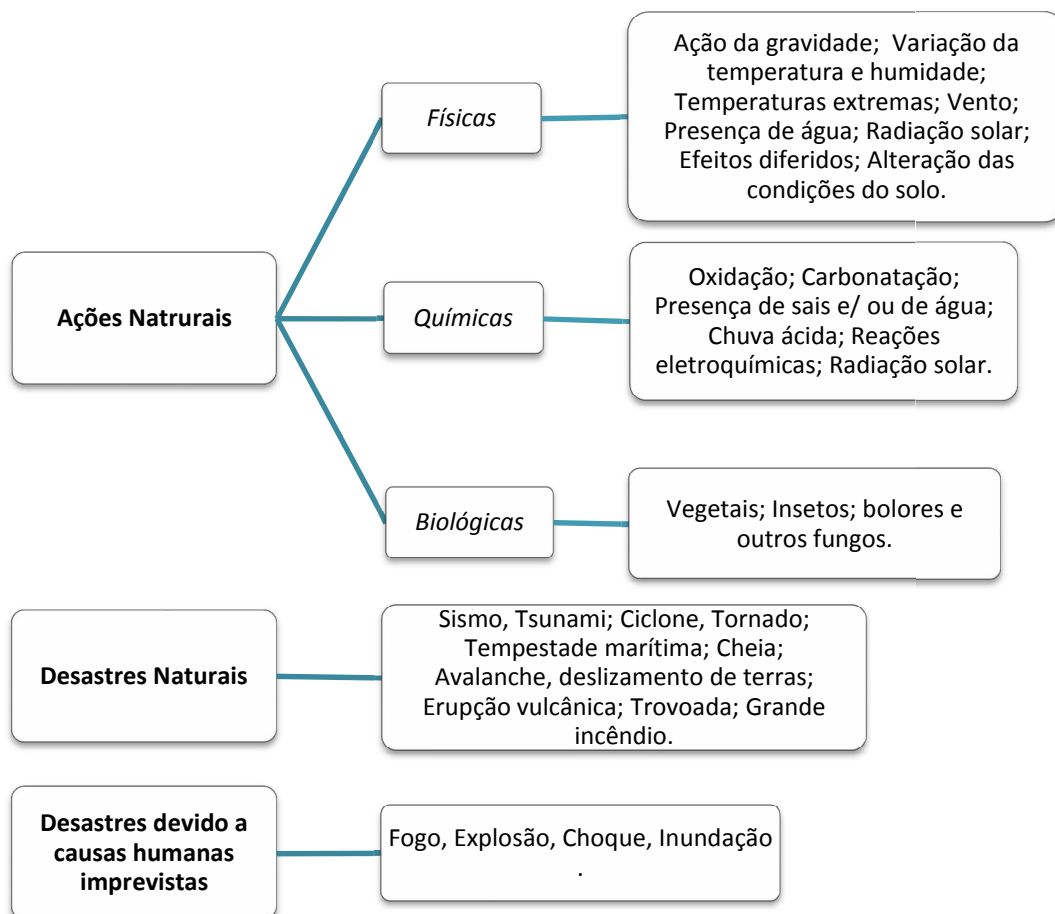 Ações Natrurais
Físicas
Ação da gravidade; Variação da
temperatura e humidade;
Temperaturas extremas; Vento;
Presença de água; Radiação solar;
Efeitos diferidos; Alteração das
condições do solo.
Químicas
Oxidação; Carbonatação;
Presença de sais e/ ou de água;
Chuva ácida; Reações
eletroquímicas; Radiação solar.
Biológicas
Vegetais; Insetos; bolores e
outros fungos.
Desastres Naturais
Sismo, Tsunami; Ciclone, Tornado;
Tempestade marítima; Cheia;
Avalanche, deslizamento de terras;
Erupção vulcânica; Trovoada; Grande
incêndio.
Desastres devido a
causas humanas
imprevistas
Fogo, Explosão, Choque, Inundação
.